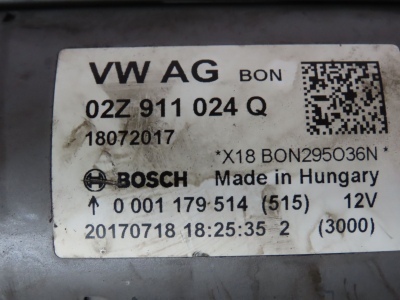 VW AG BON
02Z 911 024 Q
18072017
*X18 BON295O36N*
BOSCH Made in Hungary
↑ 0 001 179 514 (515) 12V
20170718 18:25:35 2 (3000)